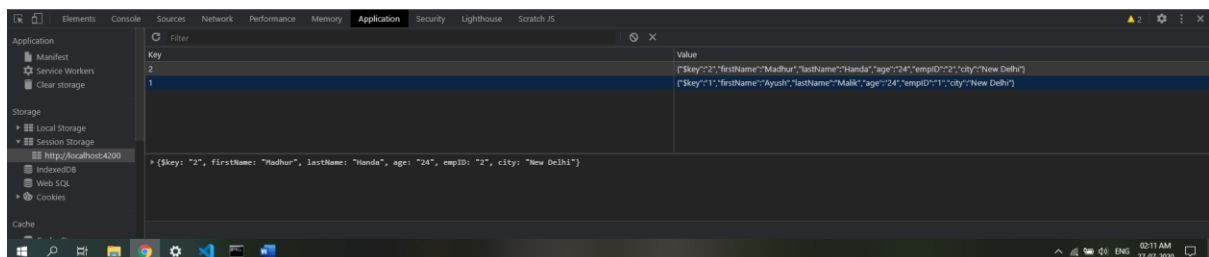 Elements Console Sources Network Performance Memory Application Security Lighthouse Scratch JS 2
Application
Manifest
Service Workers
Clear storage
Storage
Local Storage
Session Storage
http://localhost:4200
IndexedDB
Web SQL
Cookies
Cache
Filter
Key Value
2 {"$key":"2","firstName":"Madhur","lastName":"Handa","age":"24","empID":"2","city":"New Delhi"}
1 {"$key":"1","firstName":"Ayush","lastName":"Malik","age":"24","empID":"1","city":"New Delhi"}
{$key: "2", firstName: "Madhur", lastName: "Handa", age: "24", empID: "2", city: "New Delhi"}
ENG 02:11 AM
27-07-2020